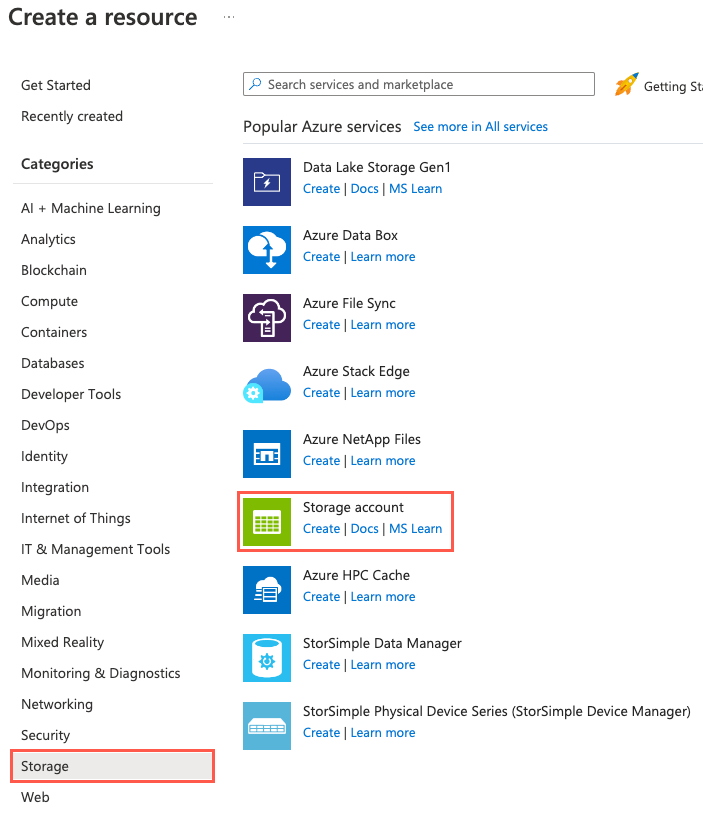 Create a resource
...
Get Started
Recently created
Categories
AI + Machine Learning
Analytics
Blockchain
Compute
Containers
Databases
Developer Tools
DevOps
Identity
Integration
Internet of Things
IT & Management Tools
Media
Migration
Mixed Reality
Monitoring & Diagnostics
Networking
Security
Storage
Web
Search services and marketplace
Getting Sta
Popular Azure services See more in All services
Data Lake Storage Gen1
Create | Docs | MS Learn
Azure Data Box
Create | Learn more
Azure File Sync
Create | Learn more
Azure Stack Edge
Create | Learn more
Azure NetApp Files
Create | Learn more
Storage account
Create | Docs | MS Learn
Azure HPC Cache
Create | Learn more
StorSimple Data Manager
Create | Learn more
StorSimple Physical Device Series (StorSimple Device Manager)
Create | Learn more